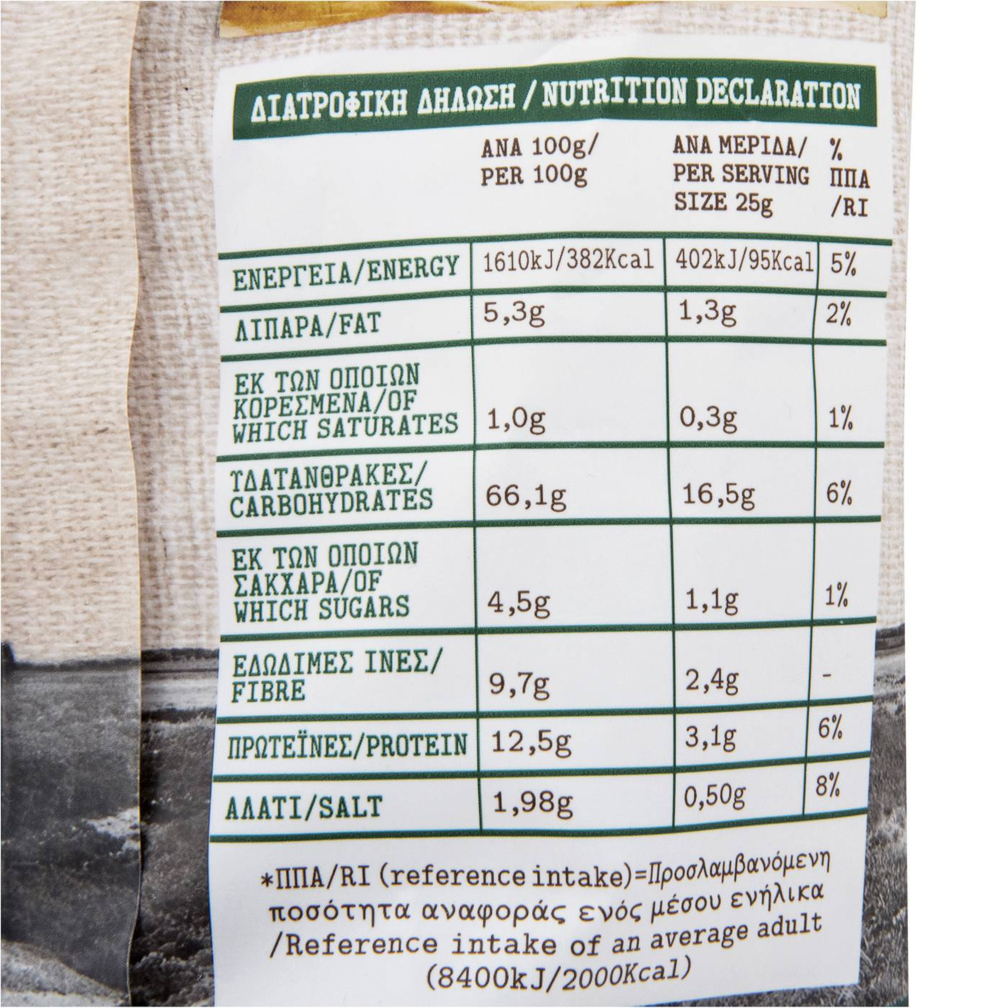 ΔΙΑΤΡΟΦΙΚΗ ΔΗΛΩΣΗ / NUTRITION DECLARATION
ΑΝΑ 100g/ ΑΝΑ ΜΕΡΙΔΑ/ %
PER 100g PER SERVING ΠΠΑ
SIZE 25g /RI
ΕΝΕΡΓΕΙΑ/ENERGY 1610kJ/382Kcal 402kJ/95Kcal 5%
ΛΙΠΑΡΑ/FAT 5,3g 1,3g 2%
ΕΚ ΤΩΝ ΟΠΟΙΩΝ
ΚΟΡΕΣΜΕΝΑ/OF
WHICH SATURATES 1,0g 0,3g 1%
ΥΔΑΤΑΝΘΡΑΚΕΣ/
CARBOHYDRATES 66,1g 16,5g 6%
ΕΚ ΤΩΝ ΟΠΟΙΩΝ
ΣΑΚΧΑΡΑ/OF
WHICH SUGARS 4,5g 1,1g 1%
ΕΔΩΔΙΜΕΣ ΙΝΕΣ/
FIBRE 9,7g 2,4g -
ΠΡΩΤΕΪΝΕΣ/PROTEIN 12,5g 3,1g 6%
ΑΛΑΤΙ/SALT 1,98g 0,50g 8%
*ΠΠΑ/RI (reference intake)=Προσλαμβανόμενη
ποσότητα αναφοράς ενός μέσου ενήλικα
/Reference intake of an average adult
(8400kJ/2000Kcal)